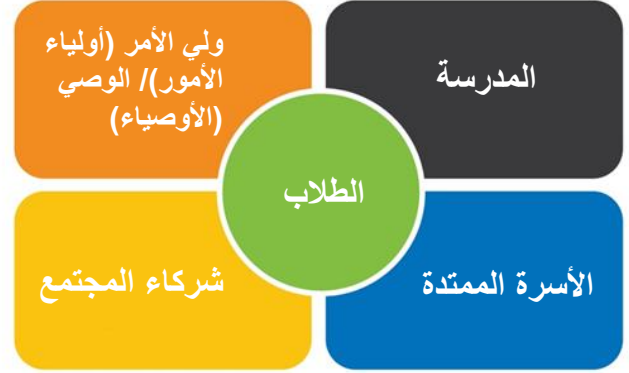 المدرسة
ولي الأمر (أولياء
الأمور)/ الوصي
(الأوصياء)
الطلاب
الأسرة الممتدة
شركاء المجتمع